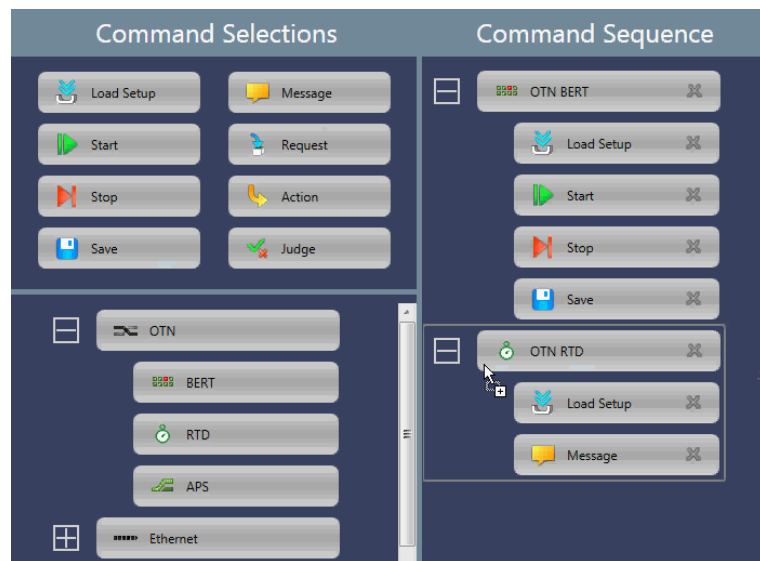 Command Selections
Load Setup
Message
Start
Request
Stop
Action
Save
Judge
OTN
BERT
RTD
APS
Ethernet
Command Sequence
OTN BERT
Load Setup
Start
Stop
Save
OTN RTD
Load Setup
Message